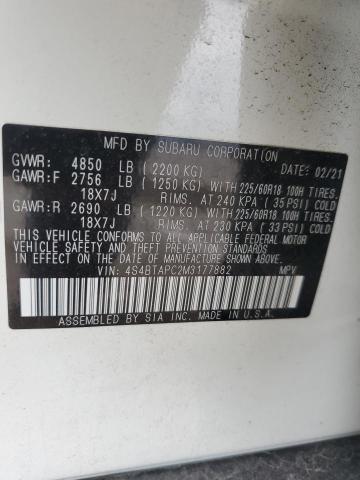 MFD. BY SUBARU CORPORATION
GVWR: 4850 LB (2200 KG) DATE: 02/21
GAWR:F 2756 LB (1250 KG) WITH 225/60R18 100H TIRES.
18X7J RIMS. AT 240 KPA (35 PSI) COLD
GAWR:R 2690 LB (1220 KG) WITH 225/60R18 100H TIRES.
18X7J RIMS. AT 230 KPA (33 PSI) COLD
THIS VEHICLE CONFORMS TO ALL APPLICABLE
U.S. FEDERAL MOTOR VEHICLE SAFETY, BUMPER,
AND THEFT PREVENTION STANDARDS IN EFFECT
ON THE DATE OF MANUFACTURE SHOWN ABOVE.
VIN: 4S4BTAPC2M3177882 MPV
ASSEMBLED BY SIA INC. MADE IN U.S.A.